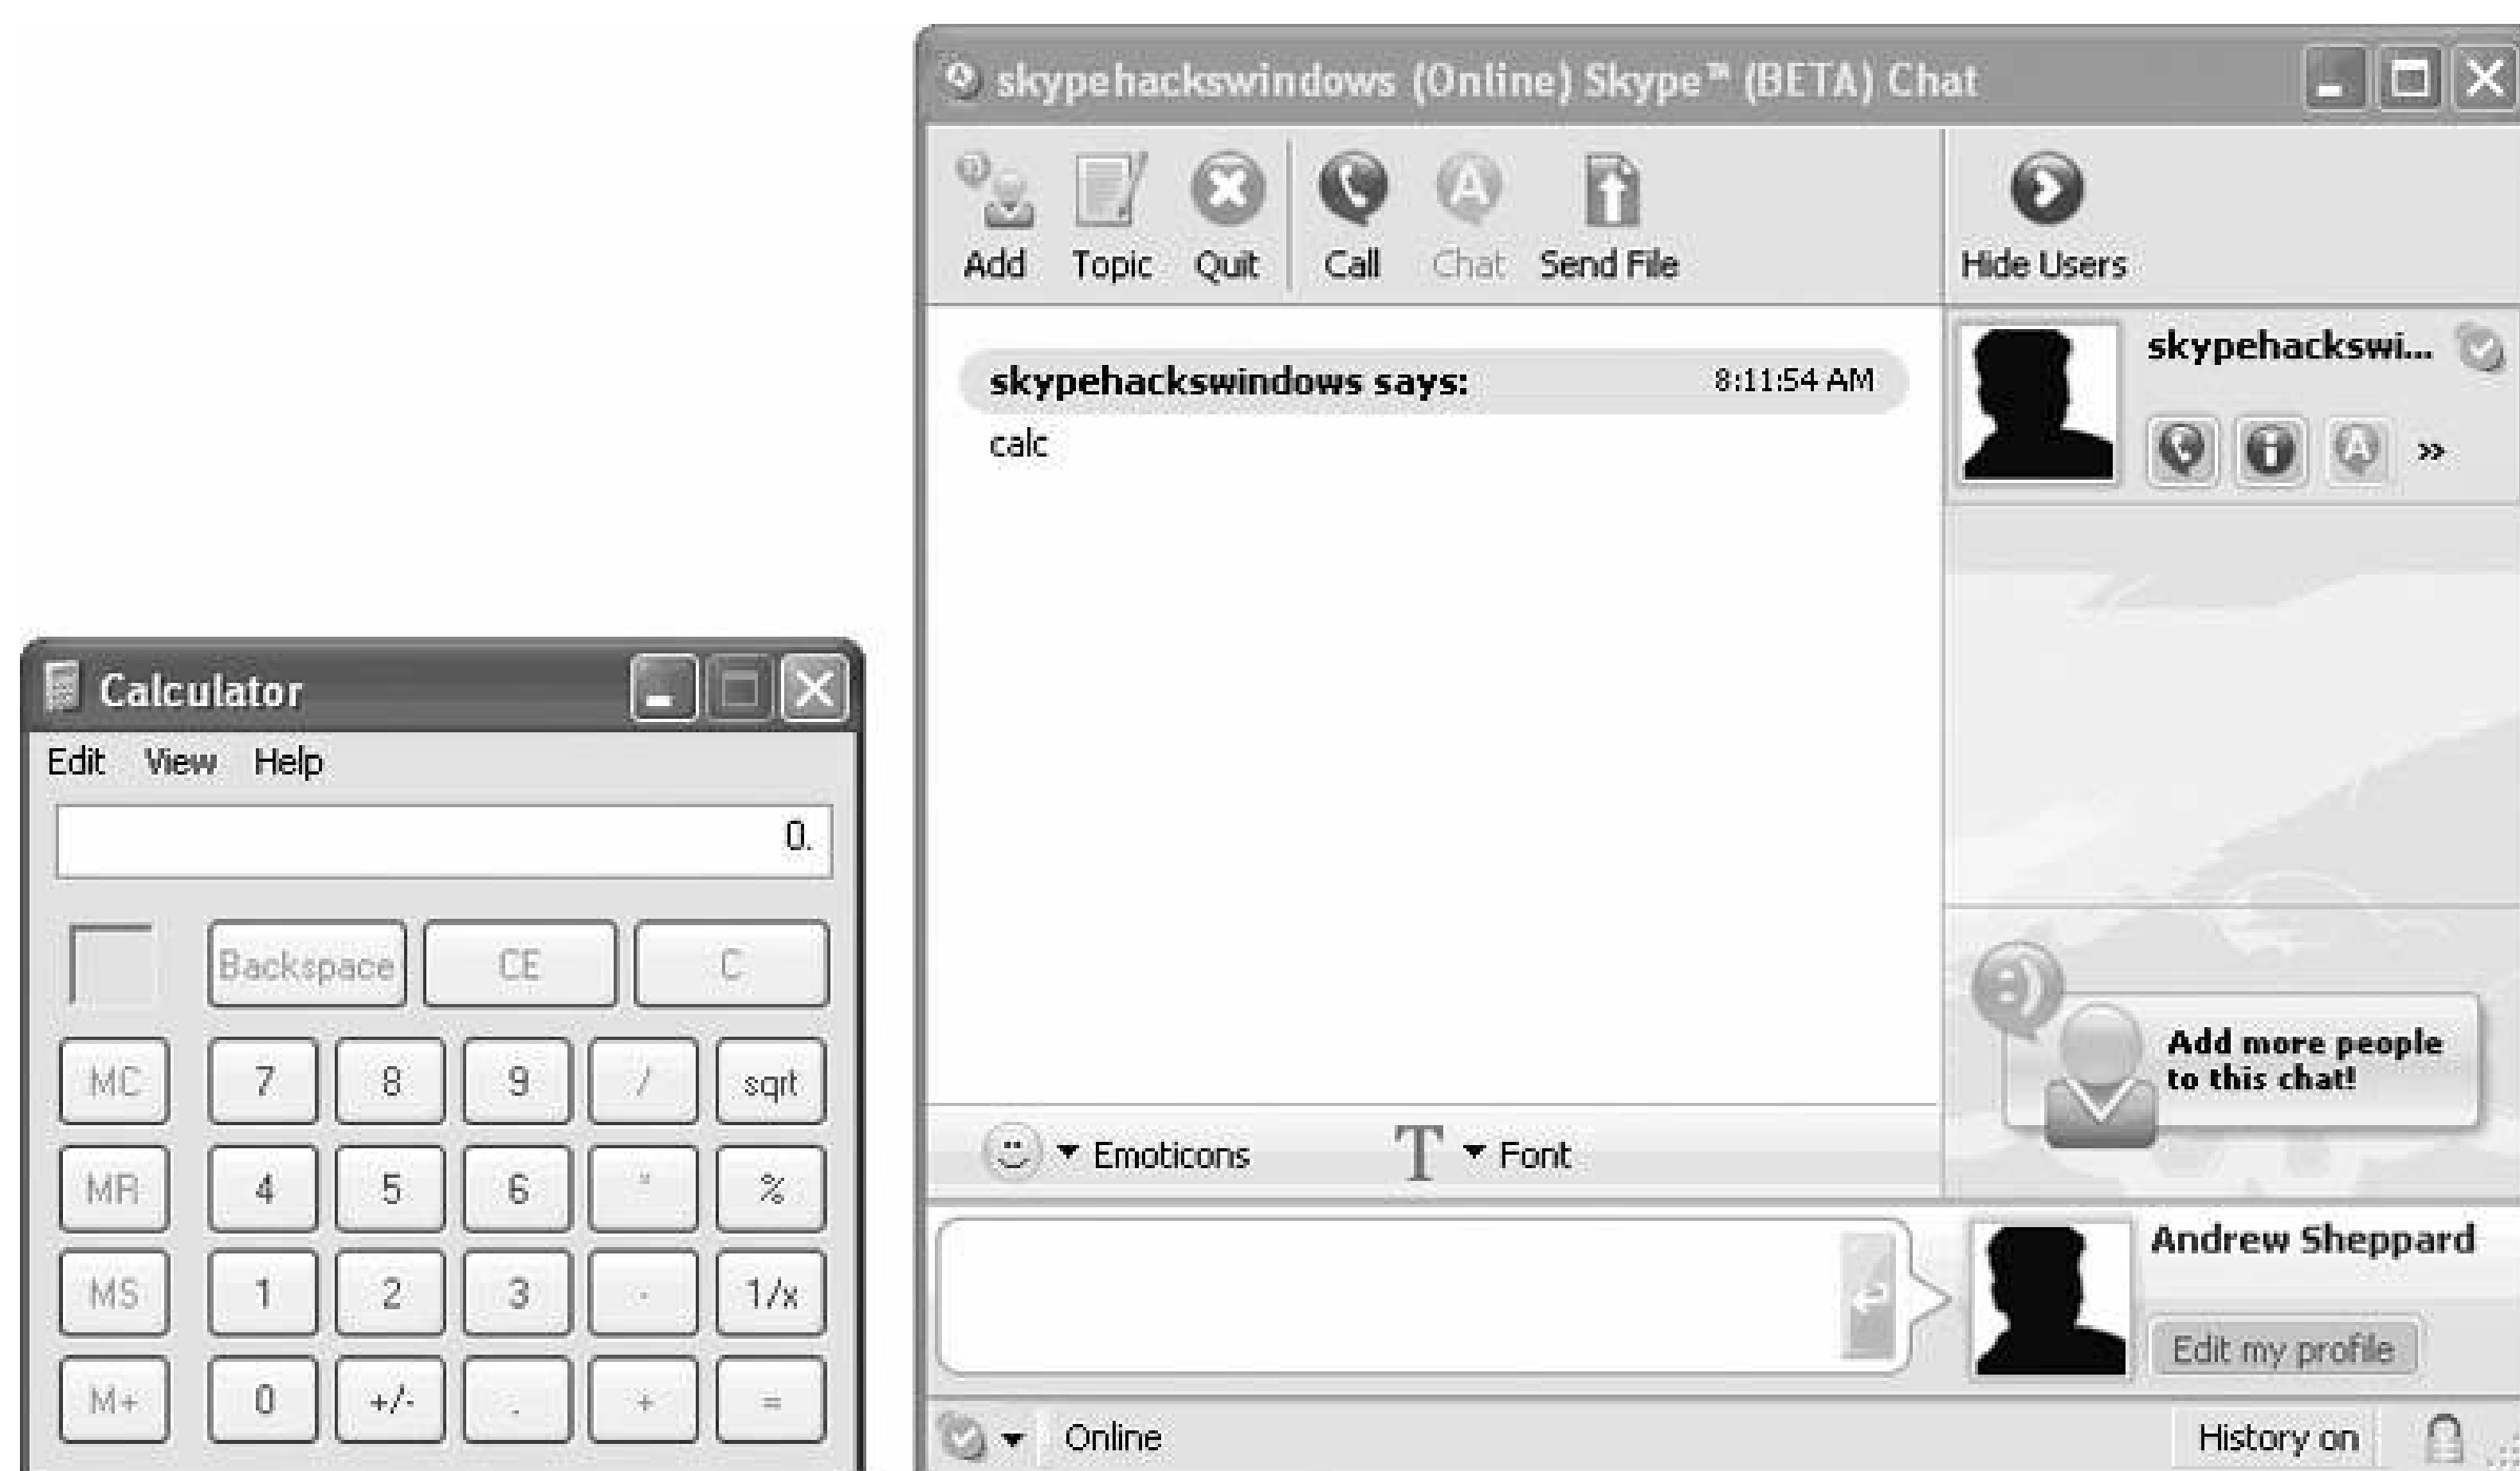 skypehackswindows (Online) Skype™ (BETA) Chat
Add Topic Quit Call Chat Send File Hide Users
skypehackswindows says: 8:11:54 AM
calc
skypehackswi...
»
Calculator
Edit View Help
0.
Backspace CE C
MC 7 8 9 / sqrt
MR 4 5 6 * %
MS 1 2 3 - 1/x
M+ 0 +/- . + =
Add more people
to this chat!
Emoticons T Font
Andrew Sheppard
Edit my profile
Online History on